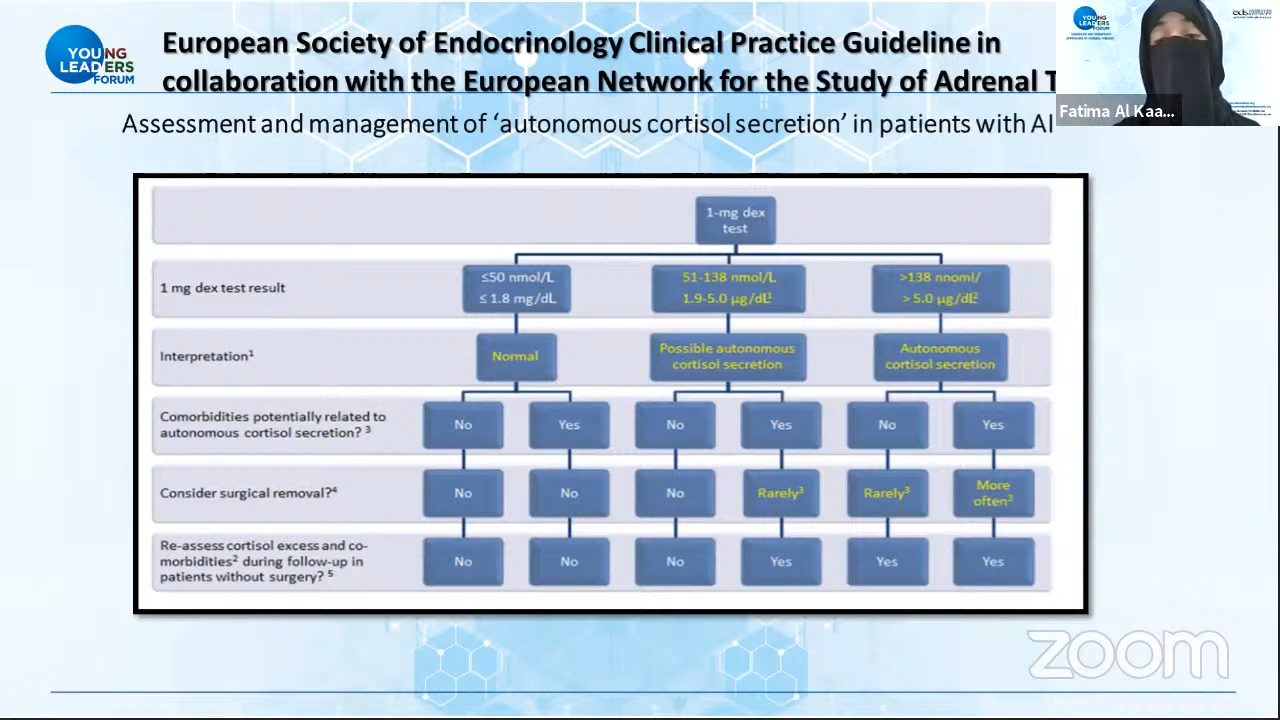 YOUNG
LEADERS
FORUM
European Society of Endocrinology Clinical Practice Guideline in
collaboration with the European Network for the Study of Adrenal T
Assessment and management of ‘autonomous cortisol secretion’ in patients with AI
YOUNG
LEADERS
FORUM
Fatima Al Kaa...
1-mg dex
test
1 mg dex test result
≤50 nmol/L
≤ 1.8 mg/dL
51-138 nmol/L
1.9-5.0 µg/dL¹
>138 nnoml/
> 5.0 µg/dL²
Interpretation¹
Normal
Possible autonomous
cortisol secretion
Autonomous
cortisol secretion
Comorbidities potentially related to
autonomous cortisol secretion? ³
No
Yes
No
Yes
No
Yes
Consider surgical removal?⁴
No
No
No
Rarely³
Rarely³
More
often³
Re-assess cortisol excess and co-
morbidities² during follow-up in
patients without surgery? ⁵
No
No
No
Yes
Yes
Yes
zoom